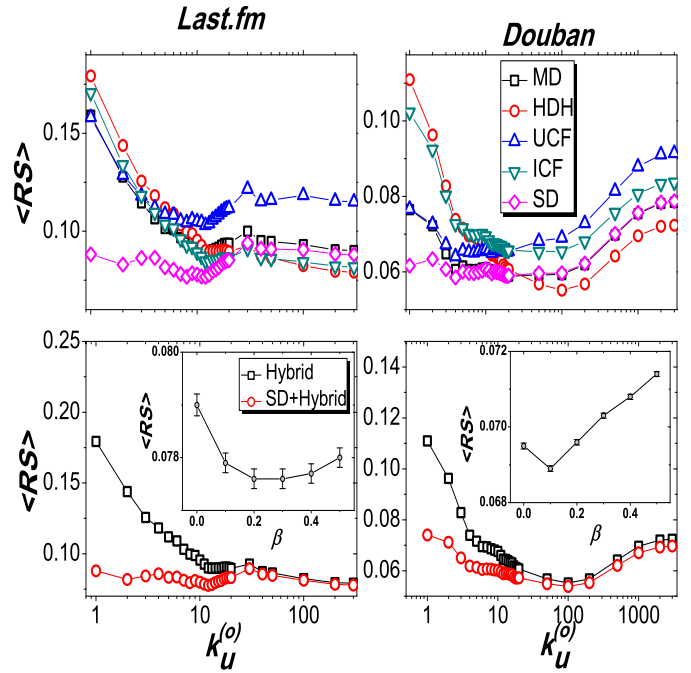 Last.fm
Douban
<RS>
0.15
0.10
MD
HDH
UCF
ICF
SD
0.10
0.08
0.06
<RS>
0.25
0.20
0.15
0.10
1
10
100
k_u^(o)
Hybrid
SD+Hybrid
<RS>
0.080
0.078
0.0
0.2
0.4
β
0.14
0.12
0.10
0.08
0.06
1
10
100
1000
k_u^(o)
<RS>
0.072
0.070
0.068
0.0
0.2
0.4
β